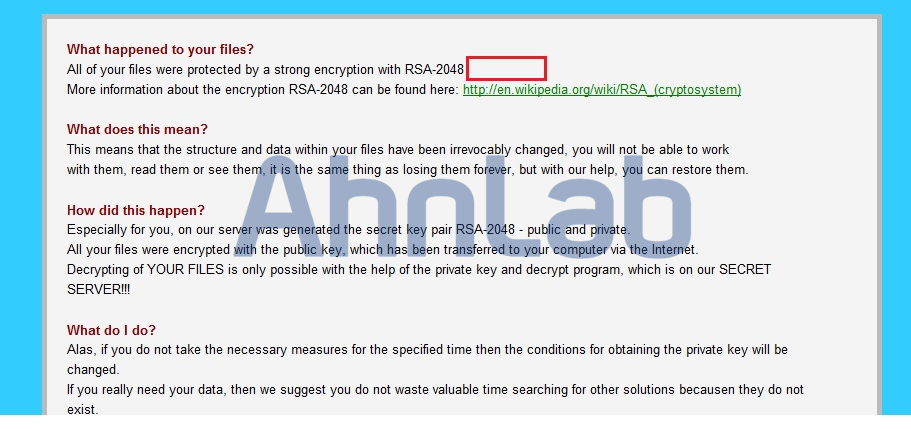 What happened to your files?
All of your files were protected by a strong encryption with RSA-2048
More information about the encryption RSA-2048 can be found here: http://en.wikipedia.org/wiki/RSA_(cryptosystem)
What does this mean?
This means that the structure and data within your files have been irrevocably changed, you will not be able to work
with them, read them or see them, it is the same thing as losing them forever, but with our help, you can restore them.
AhnLab
How did this happen?
Especially for you, on our server was generated the secret key pair RSA-2048 - public and private.
All your files were encrypted with the public key, which has been transferred to your computer via the Internet.
Decrypting of YOUR FILES is only possible with the help of the private key and decrypt program, which is on our SECRET
SERVER!!!
What do I do?
Alas, if you do not take the necessary measures for the specified time then the conditions for obtaining the private key will be
changed.
If you really need your data, then we suggest you do not waste valuable time searching for other solutions becausen they do not
exist.